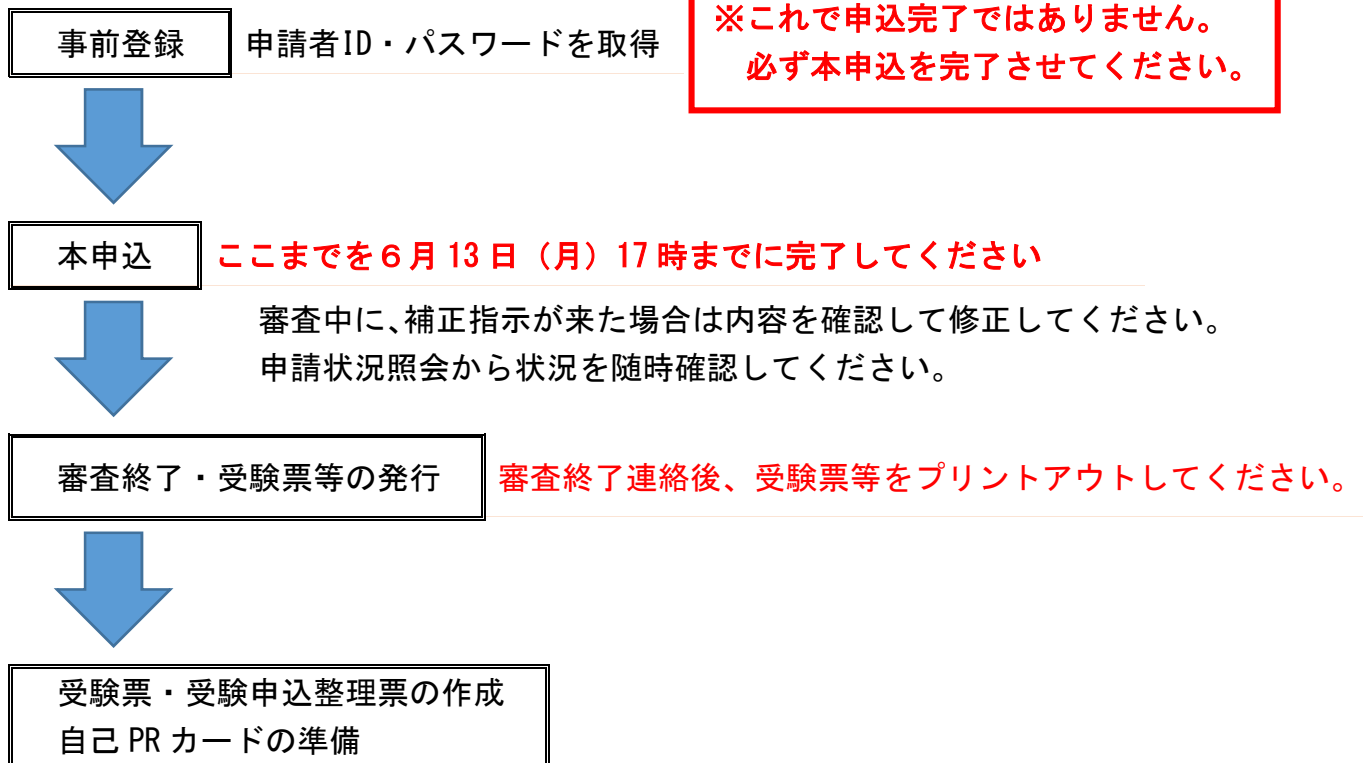 事前登録 申請者ID・パスワードを取得
※これで申込完了ではありません。
必ず本申込を完了させてください。
本申込 ここまでを６月13日（月）17時までに完了してください
審査中に、補正指示が来た場合は内容を確認して修正してください。
申請状況照会から状況を随時確認してください。
審査終了・受験票等の発行 審査終了連絡後、受験票等をプリントアウトしてください。
受験票・受験申込整理票の作成
自己PRカードの準備